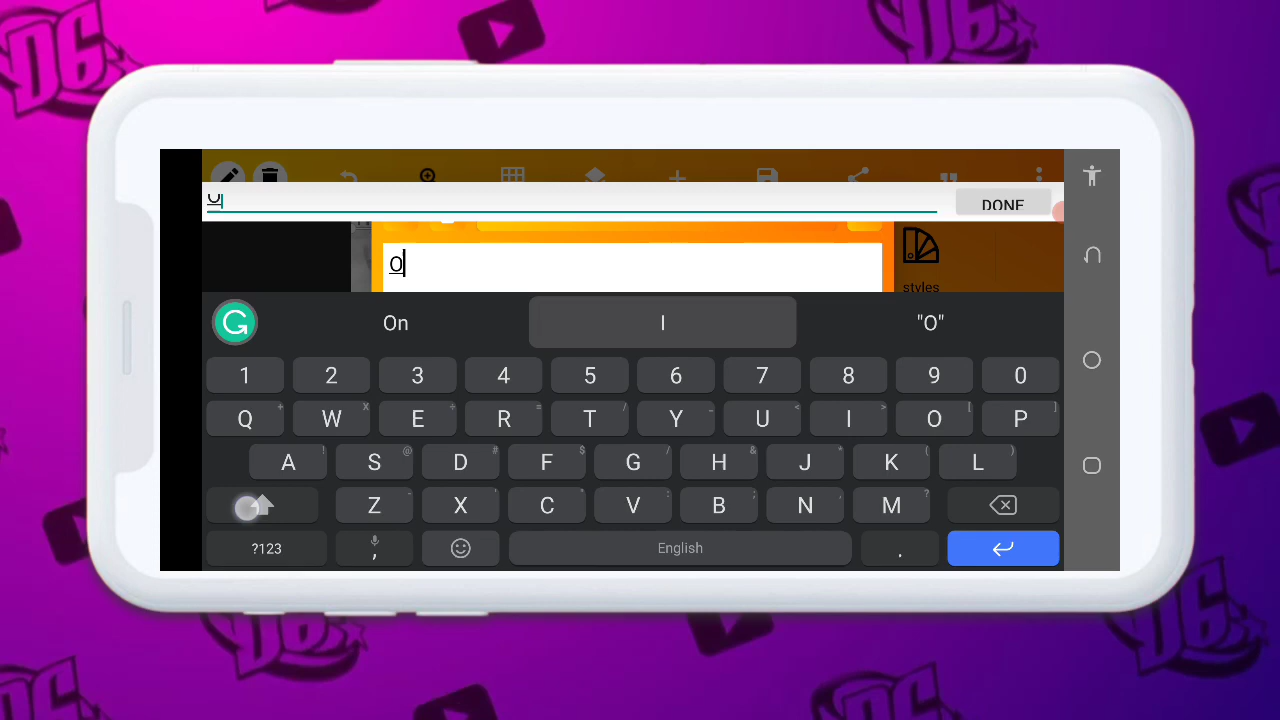 O
DONE
O
styles
On I "O"
1 2 3 4 5 6 7 8 9 0
Q + W X E ÷ R = T / Y _ U < I > O [ P ]
A ! S @ D # F $ G / H & J * K ( L )
Z - X ' C " V : B ; N , M ?
?123 , English .